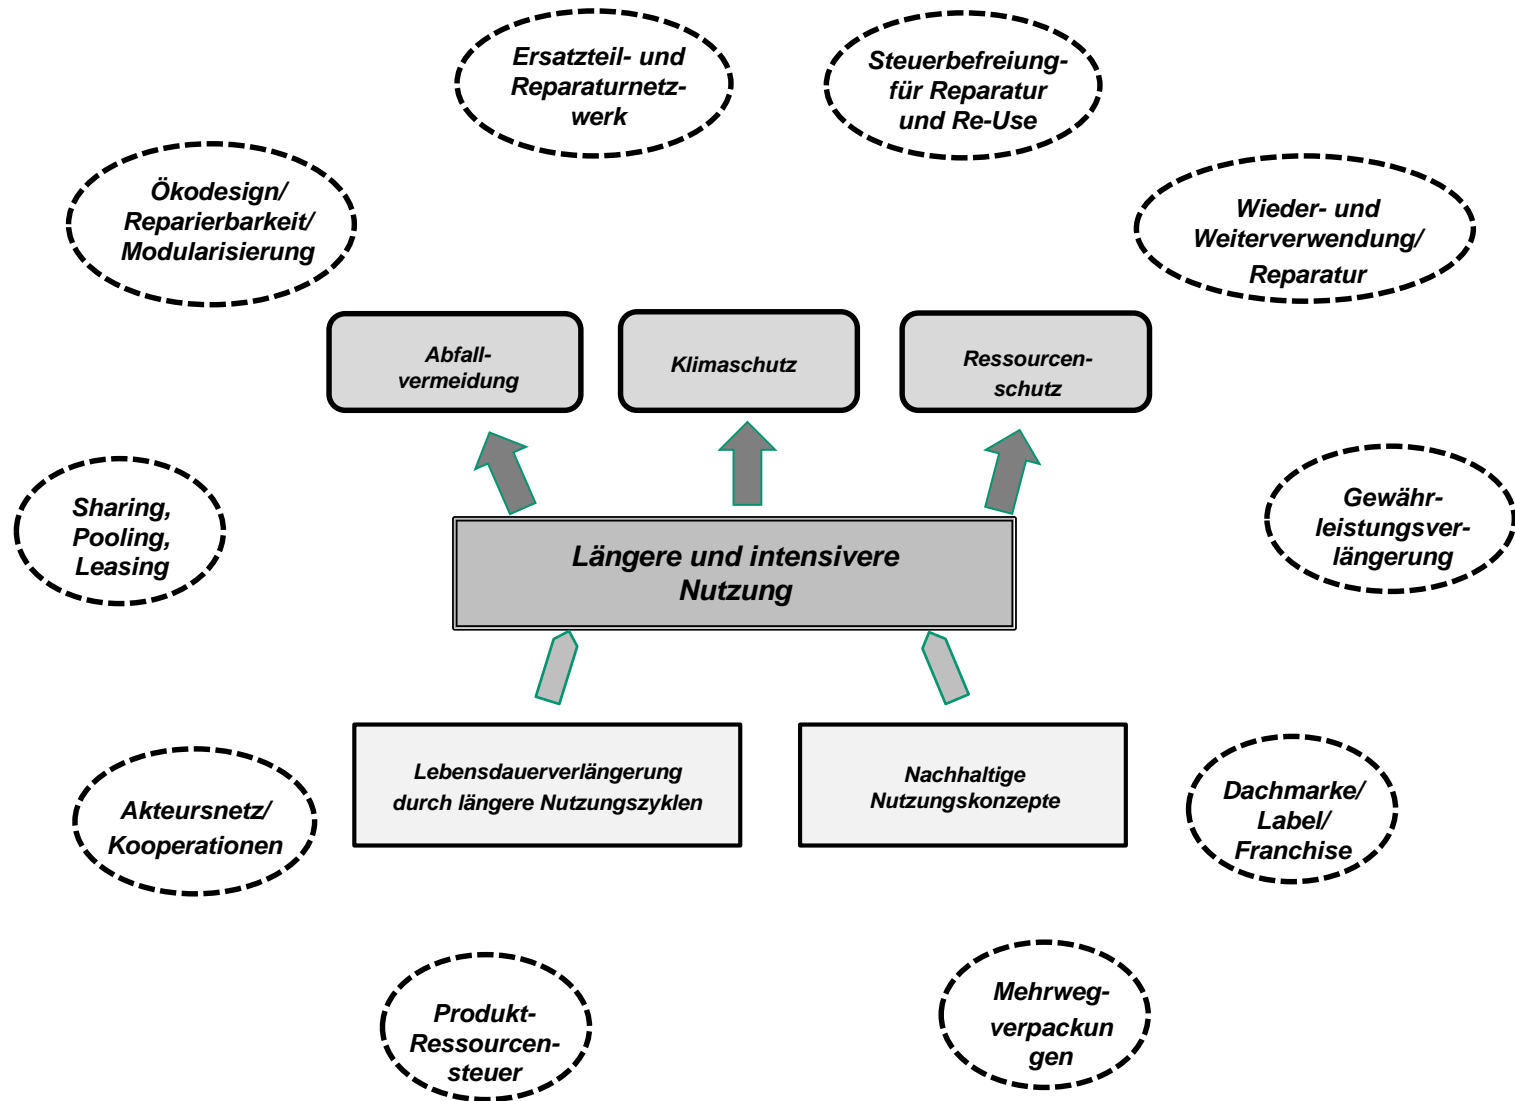 Ersatzteil- und
Reparaturnetz-
werk
Steuerbefreiung-
für Reparatur
und Re-Use
Ökodesign/
Reparierbarkeit/
Modularisierung
Wieder- und
Weiterverwendung/
Reparatur
Abfall-
vermeidung
Klimaschutz
Ressourcen-
schutz
Sharing,
Pooling,
Leasing
Längere und intensivere
Nutzung
Gewähr-
leistungsver-
längerung
Akteursnetz/
Kooperationen
Lebensdauerverlängerung
durch längere Nutzungszyklen
Nachhaltige
Nutzungskonzepte
Dachmarke/
Label/
Franchise
Produkt-
Ressourcen-
steuer
Mehrweg-
verpackun
gen